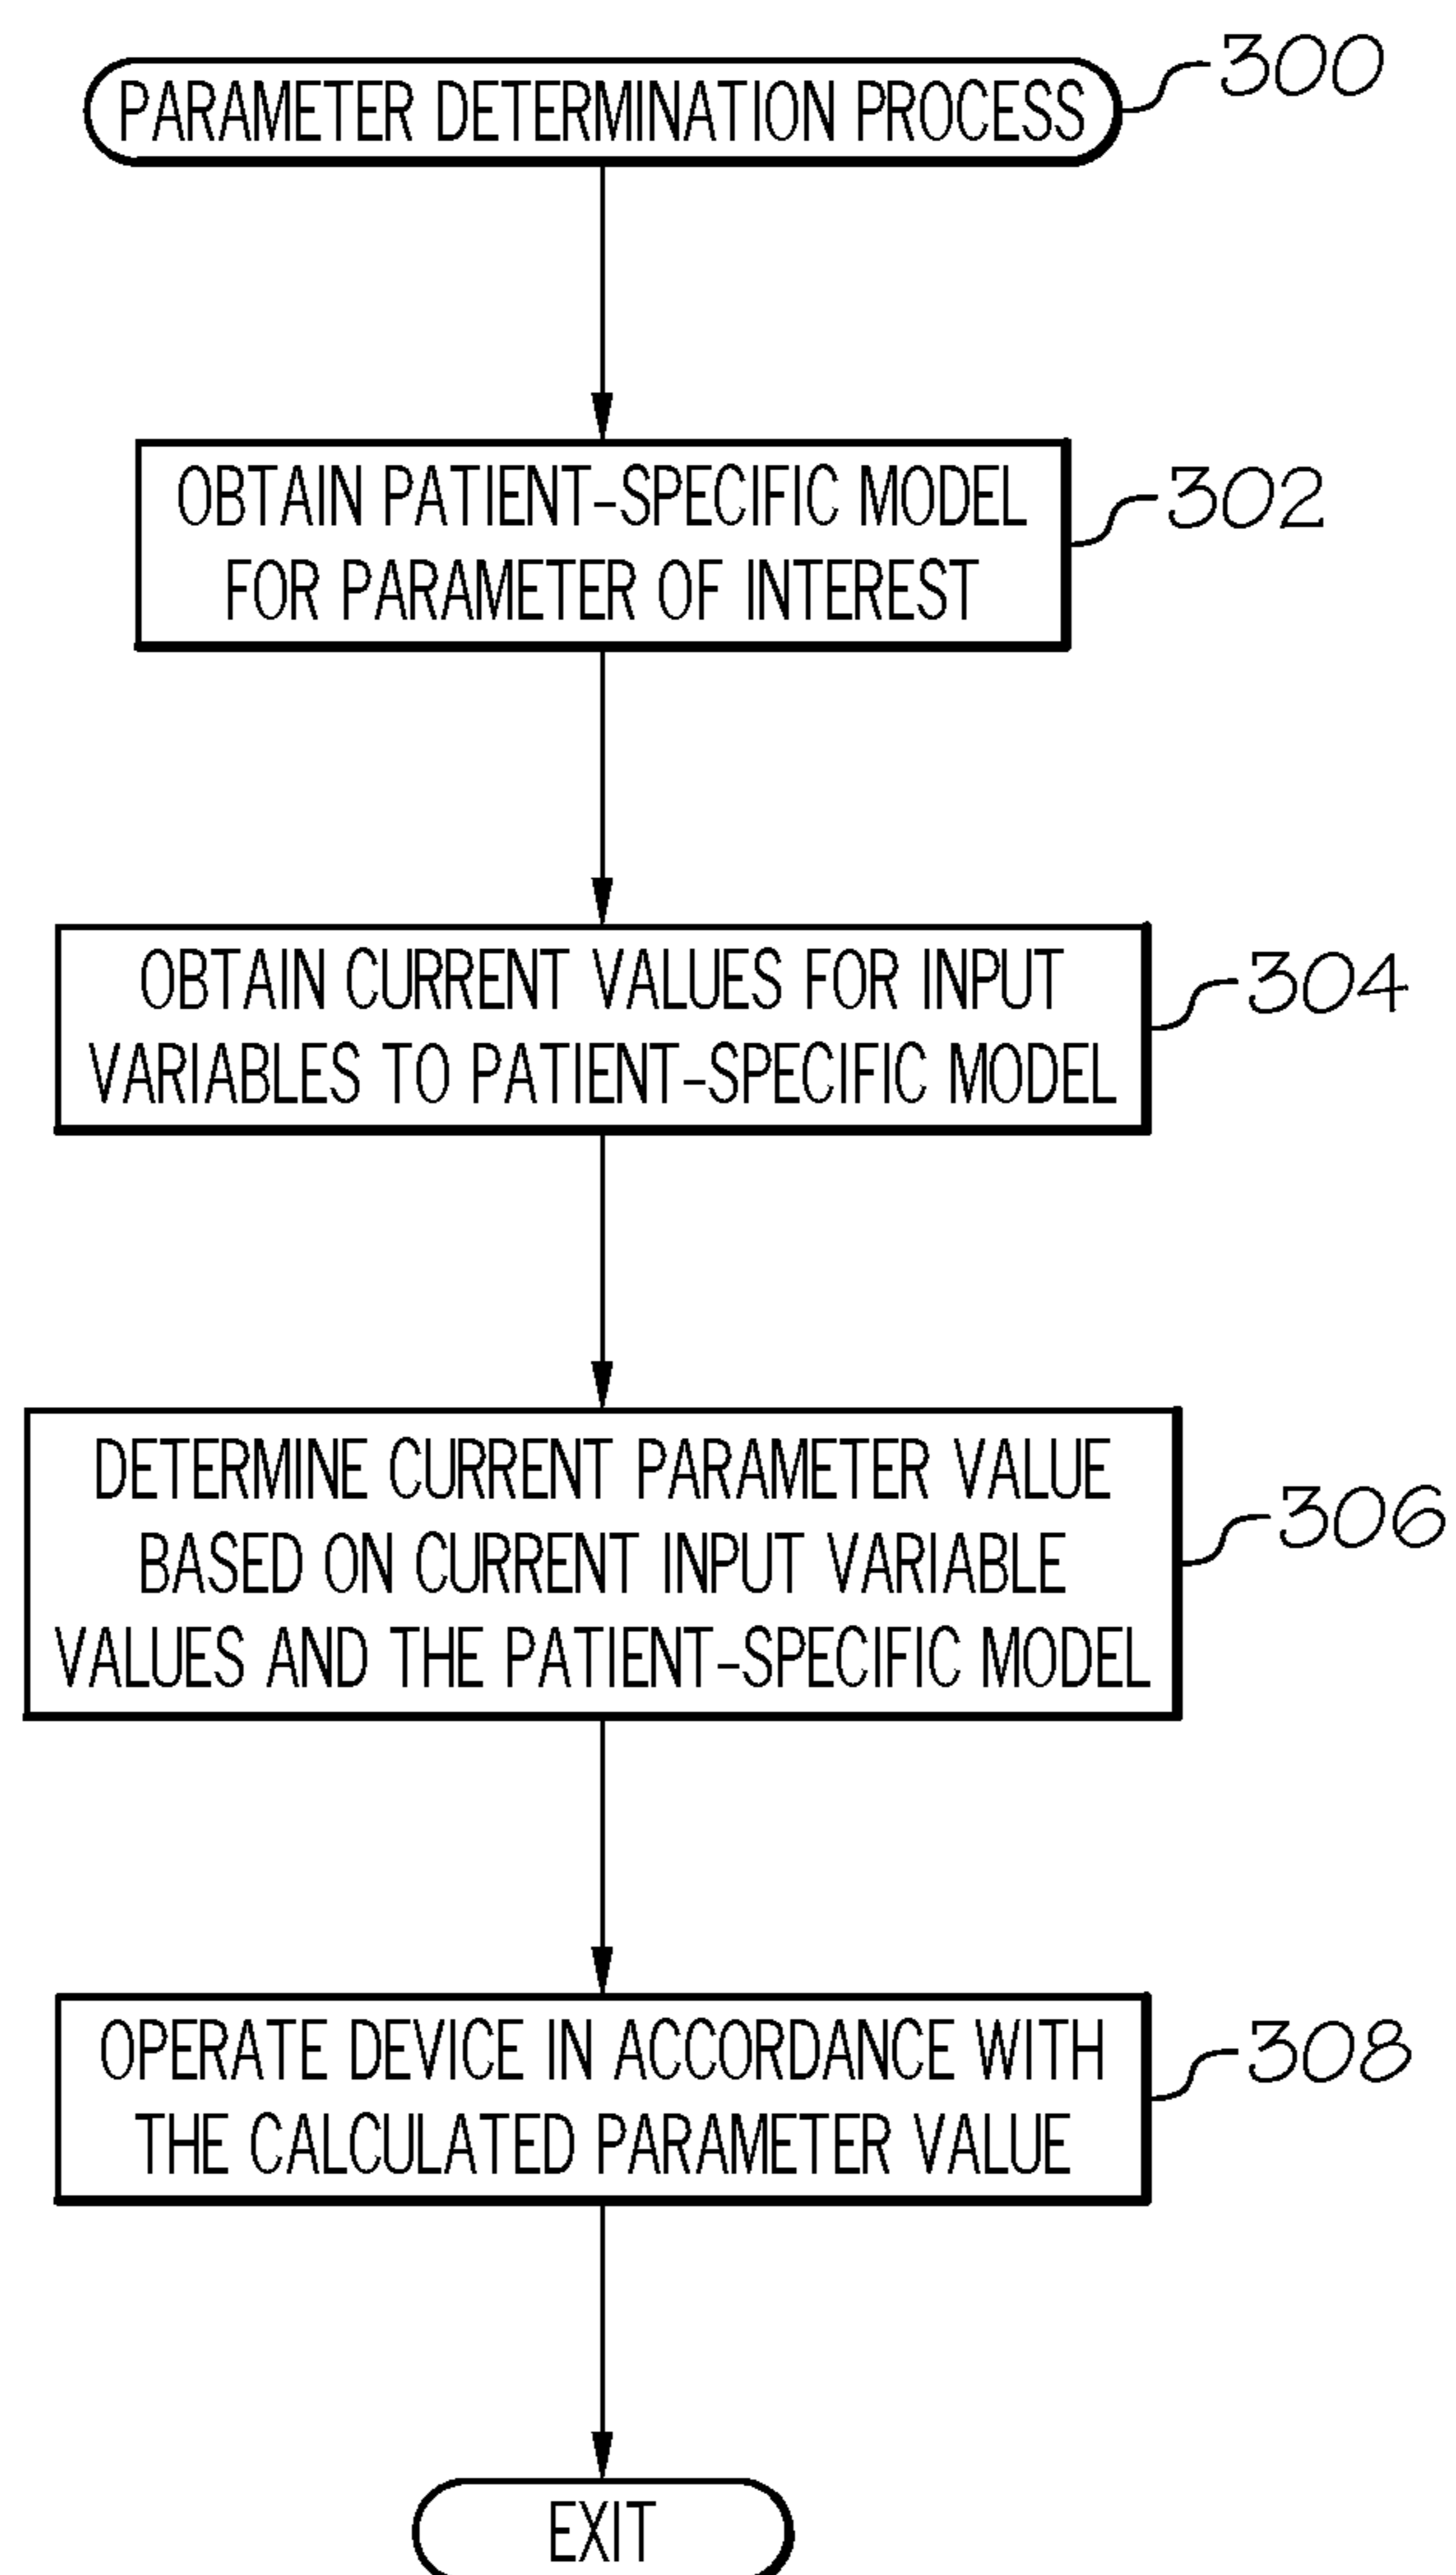 PARAMETER DETERMINATION PROCESS
300
OBTAIN PATIENT-SPECIFIC MODEL
FOR PARAMETER OF INTEREST
302
OBTAIN CURRENT VALUES FOR INPUT
VARIABLES TO PATIENT-SPECIFIC MODEL
304
DETERMINE CURRENT PARAMETER VALUE
BASED ON CURRENT INPUT VARIABLE
VALUES AND THE PATIENT-SPECIFIC MODEL
306
OPERATE DEVICE IN ACCORDANCE WITH
THE CALCULATED PARAMETER VALUE
308
EXIT